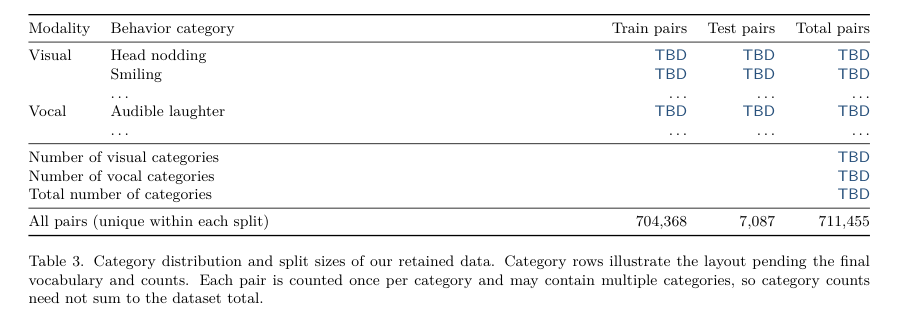 Modality Behavior category Train pairs Test pairs Total pairs
Visual Head nodding TBD TBD TBD
Smiling TBD TBD TBD
... ... ... ...
Vocal Audible laughter TBD TBD TBD
... ... ... ...
Number of visual categories TBD
Number of vocal categories TBD
Total number of categories TBD
All pairs (unique within each split) 704,368 7,087 711,455
Table 3. Category distribution and split sizes of our retained data. Category rows illustrate the layout pending the final
vocabulary and counts. Each pair is counted once per category and may contain multiple categories, so category counts
need not sum to the dataset total.